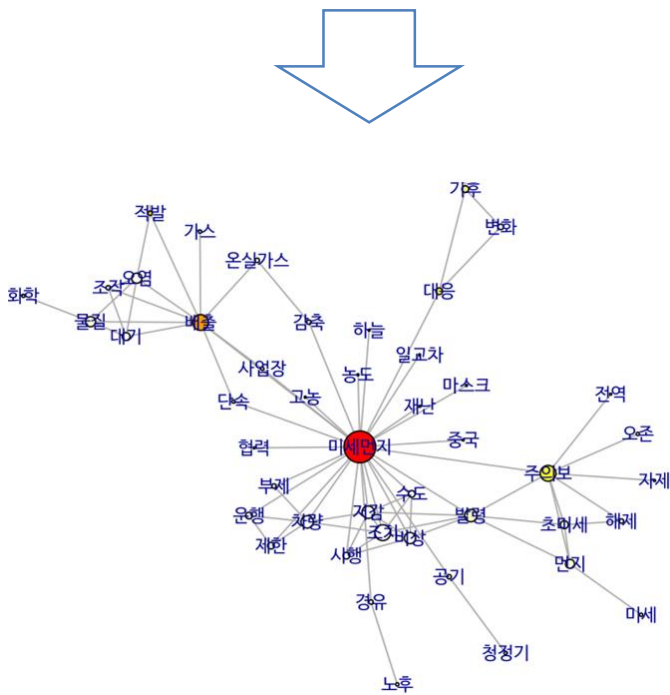 기후
변화
적발
가스
온실가스
오염
조작
화학
대응
물질
대기
배출
감축
하늘
일교차
사업장
농도
마스크
고농
단속
재난
전역
오존
협력
미세먼지
중국
주의보
자제
부제
수도
운행
차량
저감
발령
초미세
해제
제한
조치
비상
시행
먼지
공기
경유
미세
청정기
노후